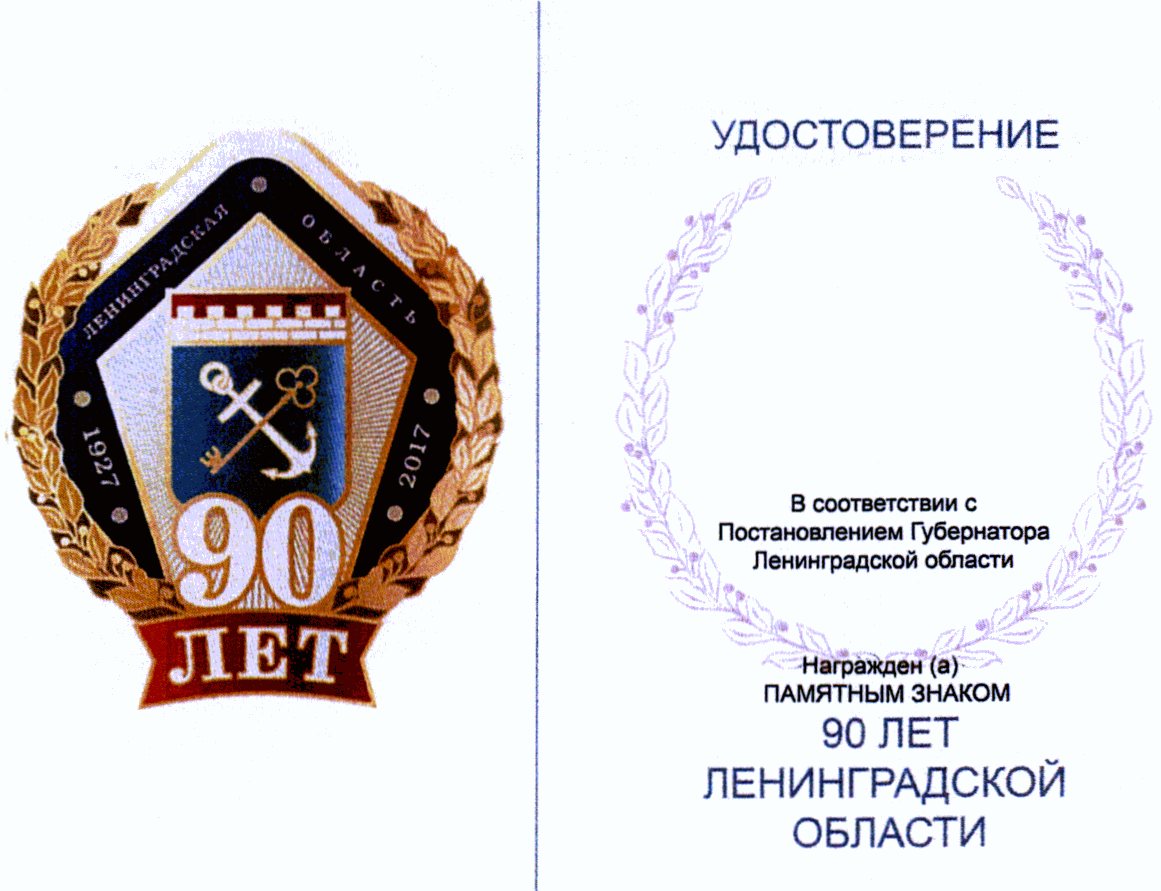 ЛЕНИНГРАДСКАЯ
ОБЛАСТЬ
1927
2017
90
ЛЕТ
УДОСТОВЕРЕНИЕ
В соответствии с
Постановлением Губернатора
Ленинградской области
Награжден (а)
ПАМЯТНЫМ ЗНАКОМ
90 ЛЕТ
ЛЕНИНГРАДСКОЙ
ОБЛАСТИ